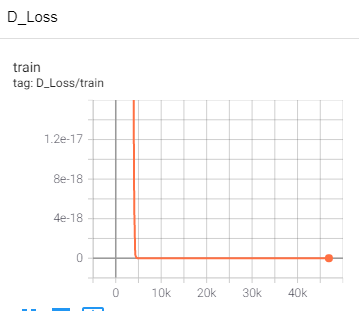 D_Loss
train
tag: D_Loss/train
1.2e-17
8e-18
4e-18
0
0 10k 20k 30k 40k